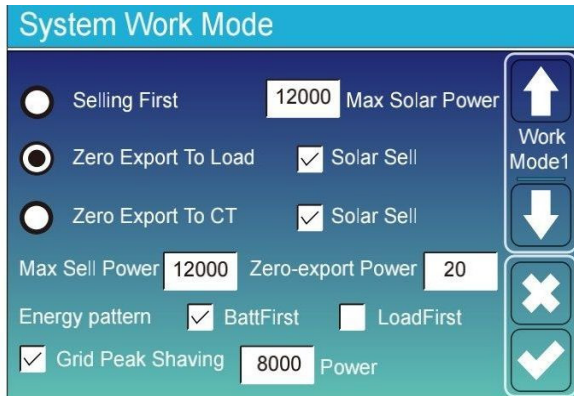 System Work Mode
Selling First 12000 Max Solar Power
Zero Export To Load Solar Sell
Work
Mode1
Zero Export To CT Solar Sell
Max Sell Power 12000 Zero-export Power 20
Energy pattern BattFirst LoadFirst
Grid Peak Shaving 8000 Power